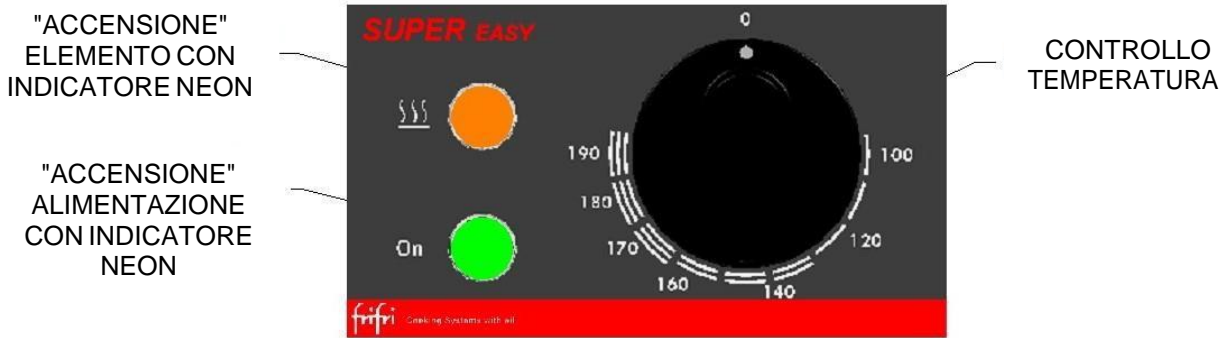 "ACCENSIONE"
ELEMENTO CON
INDICATORE NEON
"ACCENSIONE"
ALIMENTAZIONE
CON INDICATORE
NEON
SUPER EASY
On
0
100
120
140
160
170
180
190
frifri Cooking Systems with oil
CONTROLLO
TEMPERATURA